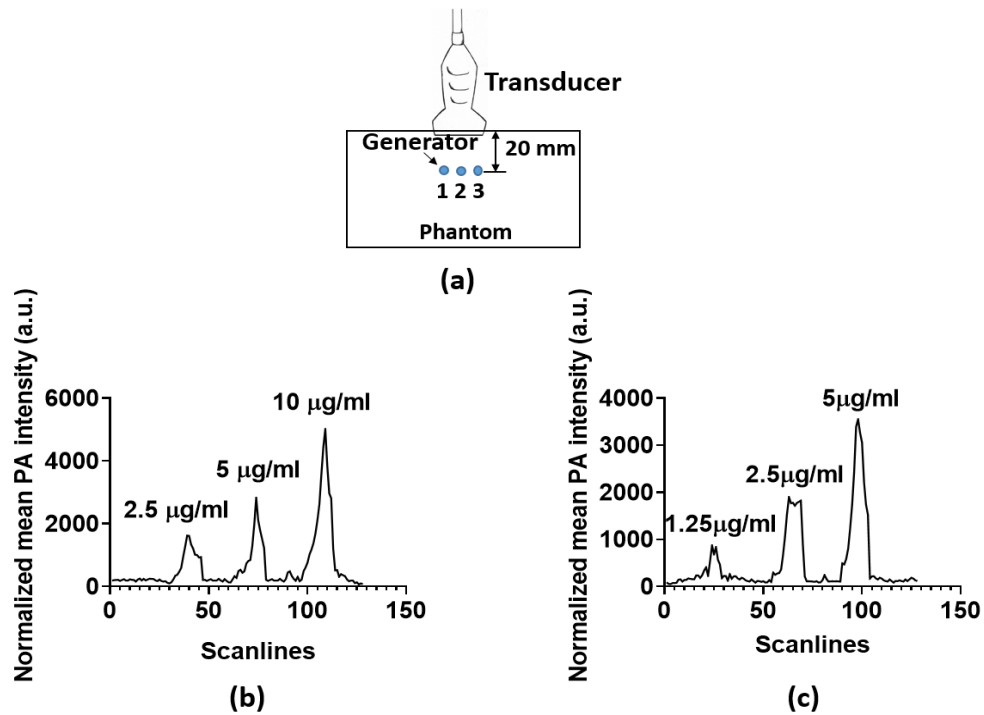 Transducer
Generator
20 mm
1 2 3
Phantom
(a)
Normalized mean PA intensity (a.u.)
6000
4000
2000
0
0 50 100 150
2.5 μg/ml
5 μg/ml
10 μg/ml
Scanlines
(b)
Normalized mean PA intensity (a.u.)
4000
3000
2000
1000
0
0 50 100 150
1.25μg/ml
2.5μg/ml
5μg/ml
Scanlines
(c)